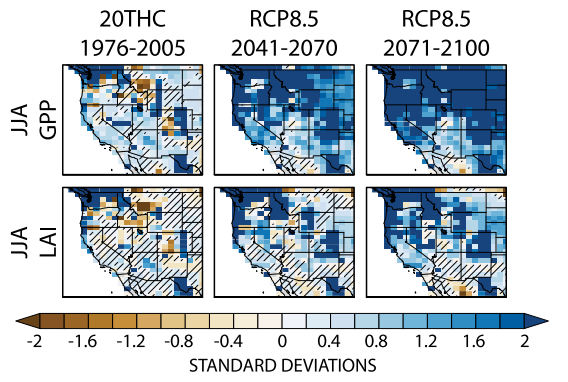 20THC RCP8.5 RCP8.5
1976-2005 2041-2070 2071-2100
JJA
GPP
JJA
LAI
-2 -1.6 -1.2 -0.8 -0.4 0 0.4 0.8 1.2 1.6 2
STANDARD DEVIATIONS